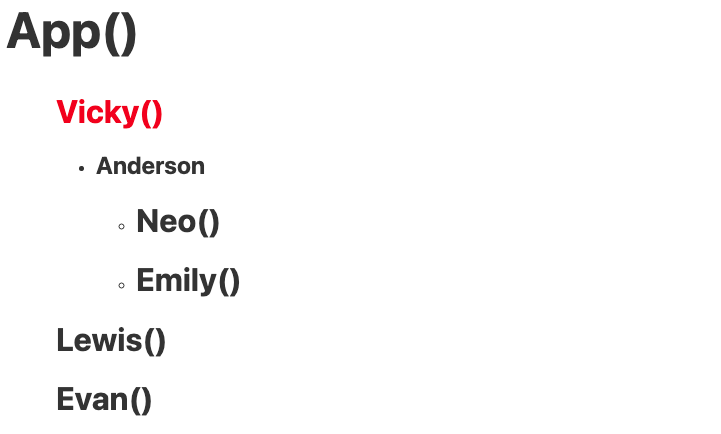 App()
Vicky()
Anderson
Neo()
Emily()
Lewis()
Evan()